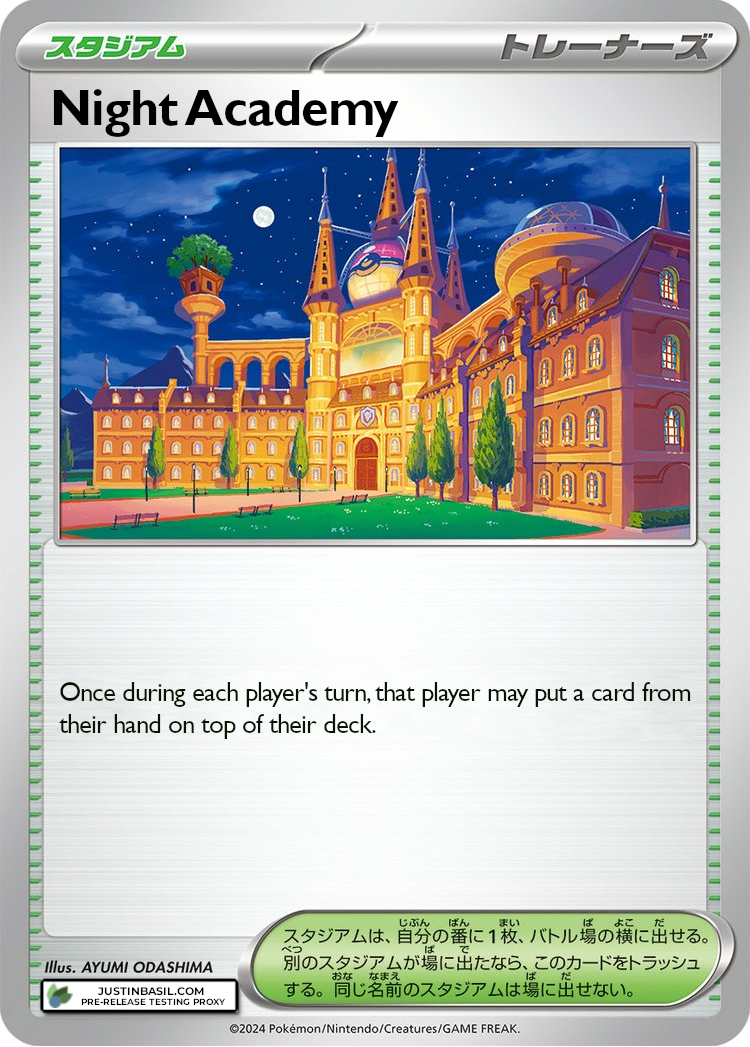 スタジアム
トレーナーズ
Night Academy
Once during each player's turn, that player may put a card from
their hand on top of their deck.
スタジアムは、自分の番に1枚、バトル場の横に出せる。
別のスタジアムが場に出たなら、このカードをトラッシュ
する。同じ名前のスタジアムは場に出せない。
Illus. AYUMI ODASHIMA
JUSTINBASIL.COM
PRE-RELEASE TESTING PROXY
©2024 Pokémon/Nintendo/Creatures/GAME FREAK.